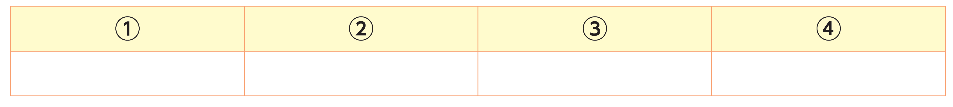 ① ② ③ ④